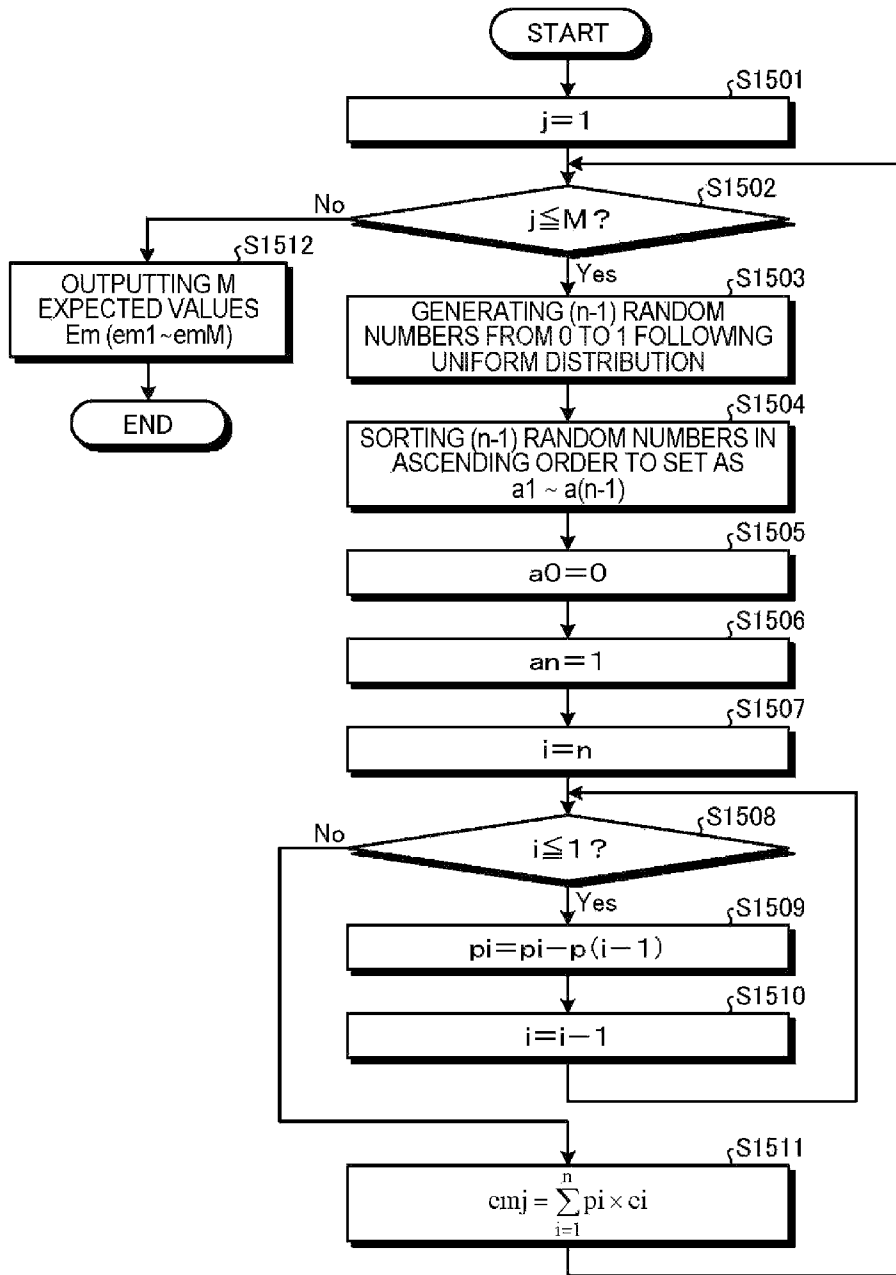 START
S1501
j=1
S1502
j≦M?
No
Yes
S1512
OUTPUTTING M
EXPECTED VALUES
Em (em1~emM)
END
S1503
GENERATING (n-1) RANDOM
NUMBERS FROM 0 TO 1 FOLLOWING
UNIFORM DISTRIBUTION
S1504
SORTING (n-1) RANDOM NUMBERS IN
ASCENDING ORDER TO SET AS
a1 ~ a(n-1)
S1505
a0=0
S1506
an=1
S1507
i=n
S1508
i≦1?
No
Yes
S1509
pi=pi-p(i-1)
S1510
i=i-1
S1511
emj = n∑i=1 pi × ei